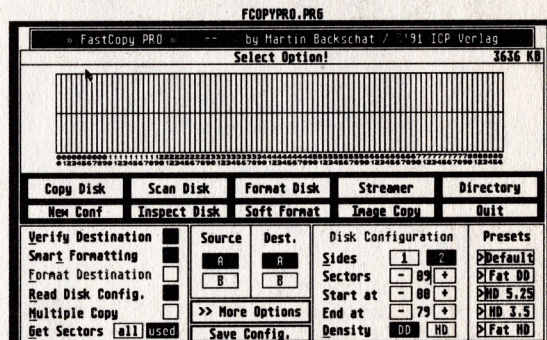 FCOPYPRO.PRG
» FastCopy PRO « -- by Martin Backschat / '91 ICP Verlag
Select Option! 3636 KB
Copy Disk Scan Disk Format Disk Streamer Directory
New Conf Inspect Disk Soft Format Image Copy Quit
Verify Destination
Smart Formatting
Format Destination
Read Disk Config.
Multiple Copy
Get Sectors all used
Source Dest.
A A
B B
>> More Options
Save Config.
Disk Configuration
Sides 1 2
Sectors - 09 +
Start at - 00 +
End at - 79 +
Density DD HD
Presets
>Default
>Fat DD
>HD 5.25
>HD 3.5
>Fat HD